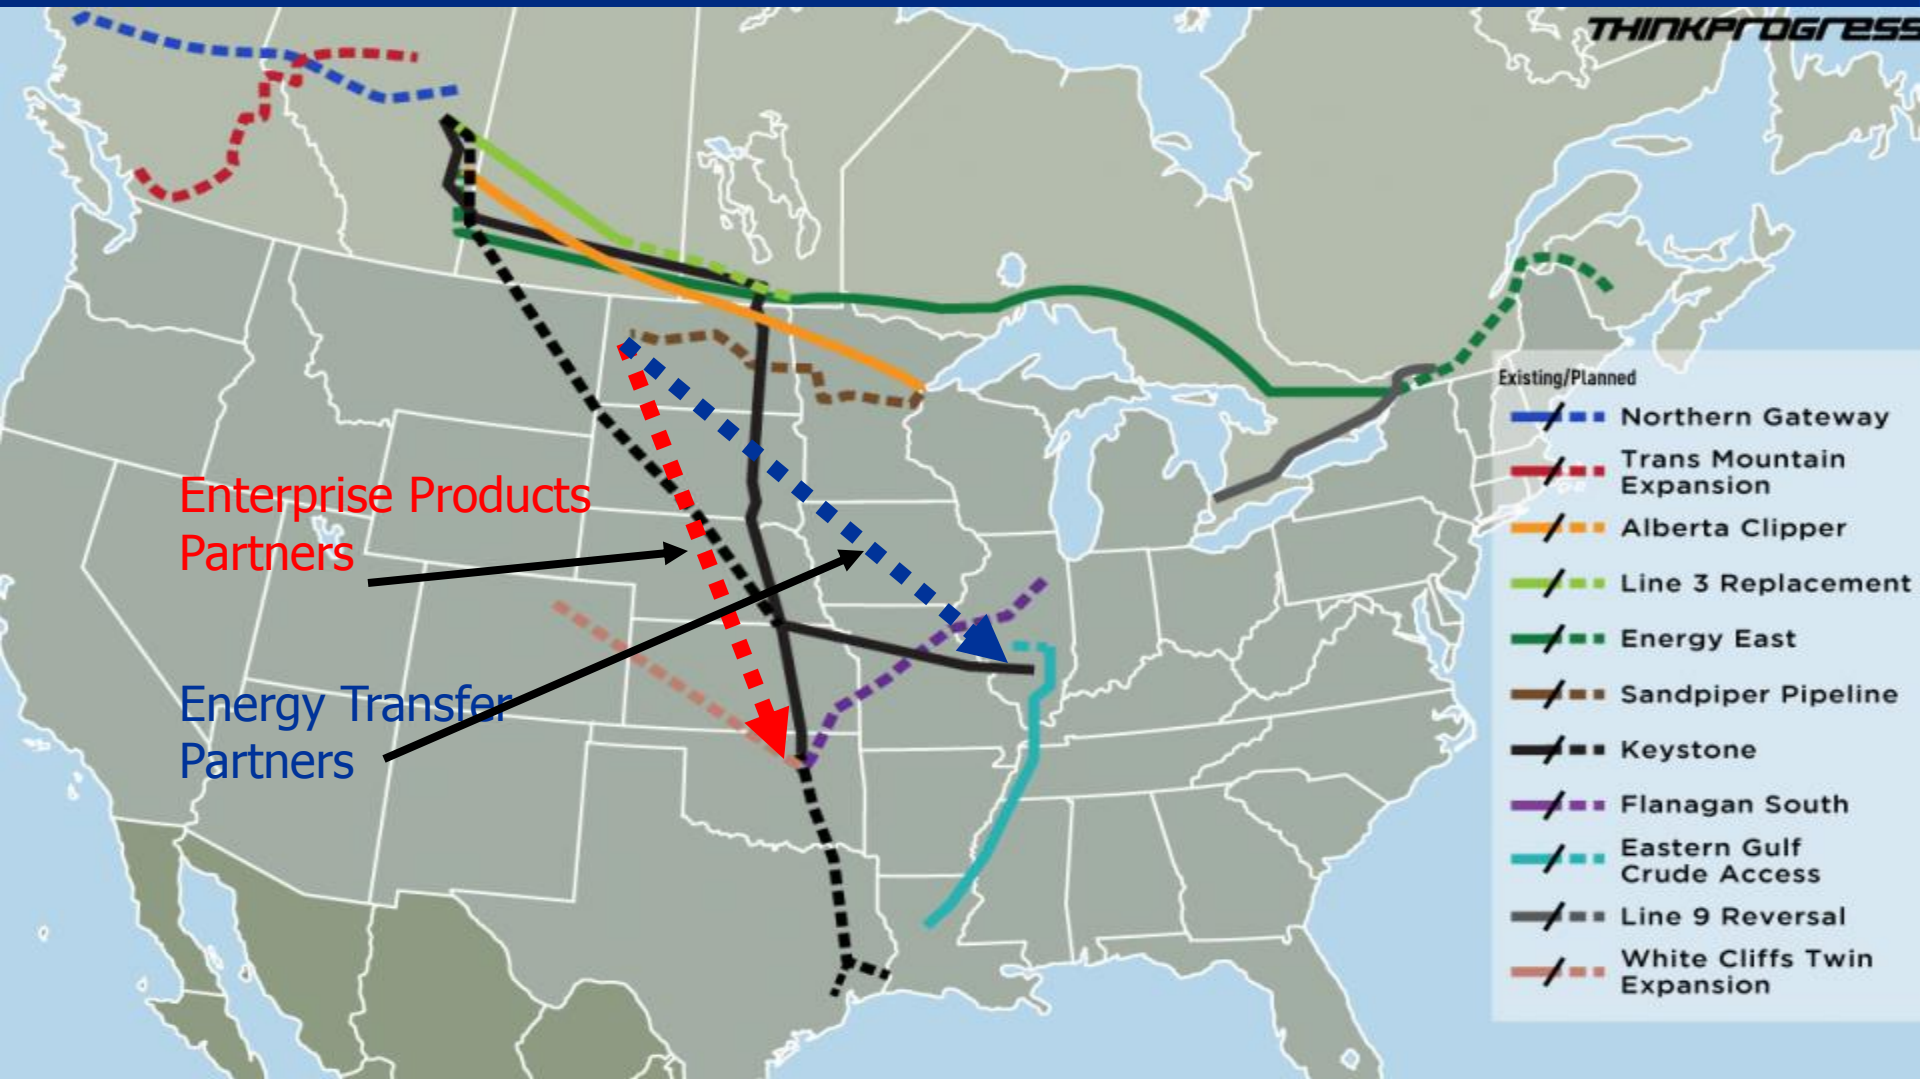 THINKPROGRESS
Enterprise Products
Partners
Energy Transfer
Partners
Existing/Planned
Northern Gateway
Trans Mountain
Expansion
Alberta Clipper
Line 3 Replacement
Energy East
Sandpiper Pipeline
Keystone
Flanagan South
Eastern Gulf
Crude Access
Line 9 Reversal
White Cliffs Twin
Expansion